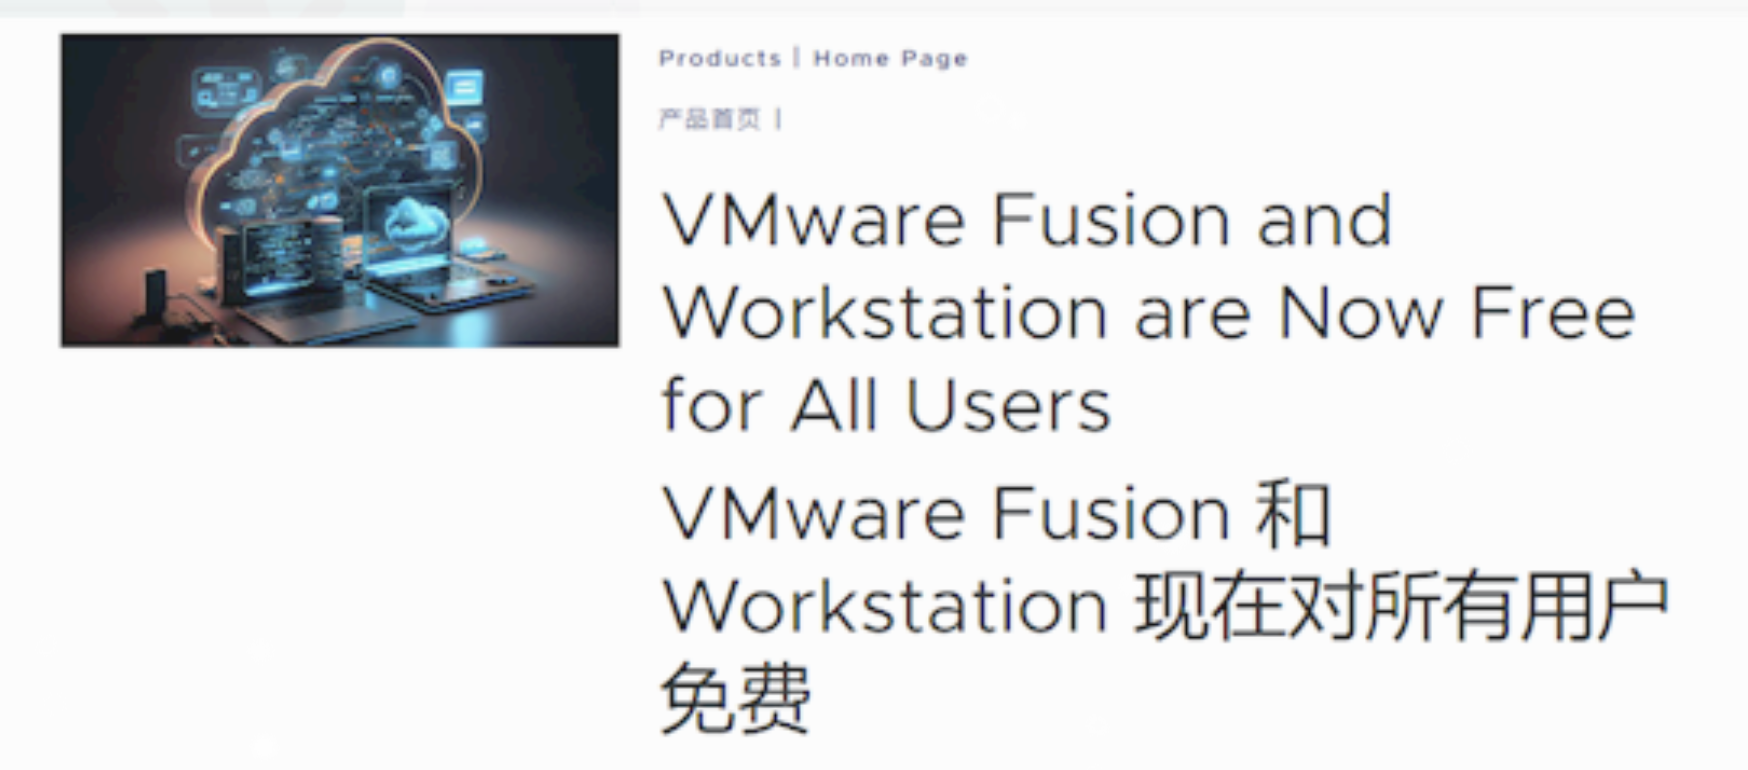 Products | Home Page
产品首页 |
VMware Fusion and
Workstation are Now Free
for All Users
VMware Fusion 和
Workstation 现在对所有用户
免费